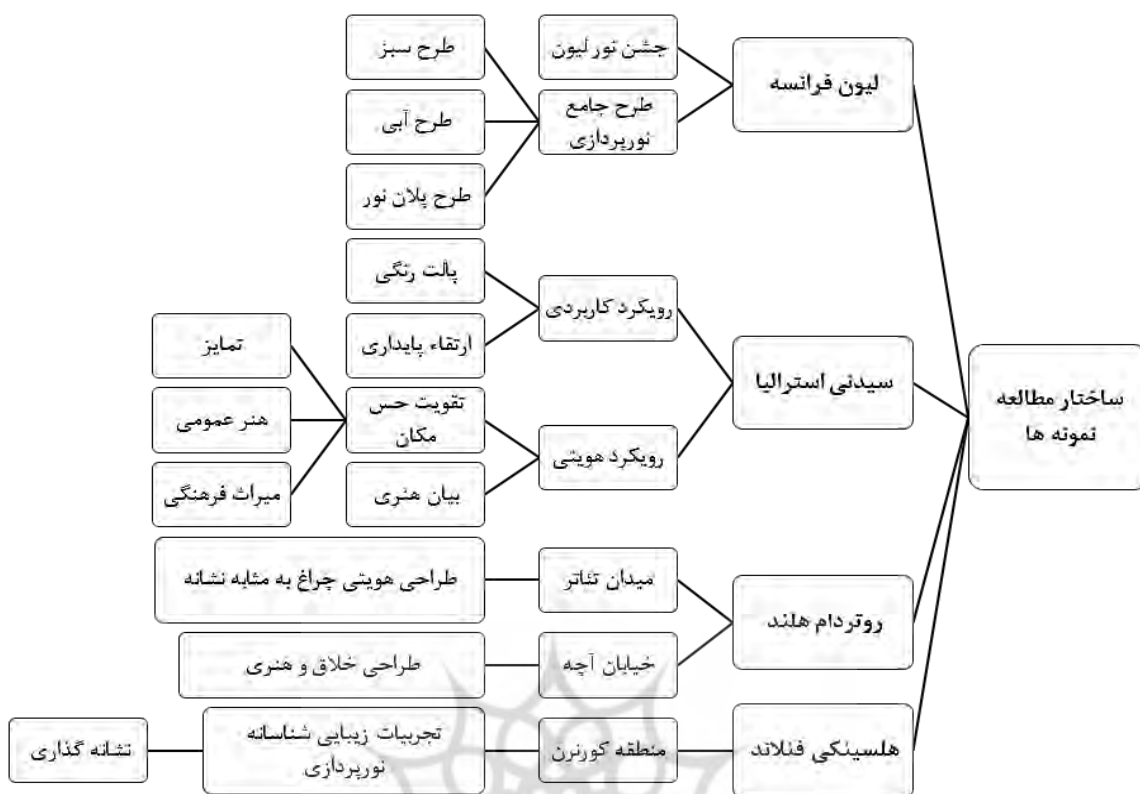 ساختار مطالعه
نمونه ها
لیون فرانسه
جشن نور لیون
طرح جامع
نورپردازی
طرح سبز
طرح آبی
طرح پلان نور
سیدنی استرالیا
رویکرد کاربردی
پالت رنگی
ارتقاء پایداری
رویکرد هویتی
تقویت حس
مکان
تمایز
هنر عمومی
میراث فرهنگی
بیان هنری
روتردام هلند
میدان تئاتر
طراحی هویتی چراغ به مثابه نشانه
خیابان آچه
طراحی خلاق و هنری
هلسینکی فنلاند
منطقه کورنرن
تجربیات زیبایی شناسانه
نورپردازی
نشانه گذاری